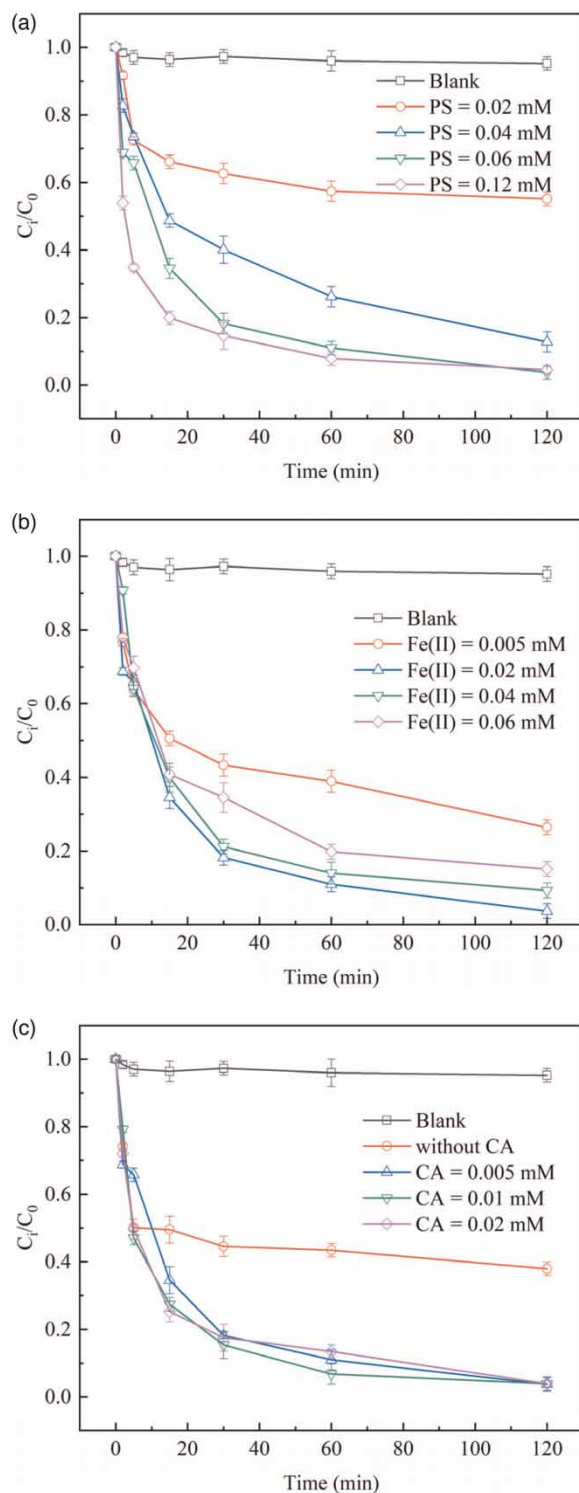 (a)
1.0
0.8
0.6
0.4
0.2
0.0
Ci/C0
Blank
PS = 0.02 mM
PS = 0.04 mM
PS = 0.06 mM
PS = 0.12 mM
0 20 40 60 80 100 120
Time (min)
(b)
1.0
0.8
0.6
0.4
0.2
0.0
Ci/C0
Blank
Fe(II) = 0.005 mM
Fe(II) = 0.02 mM
Fe(II) = 0.04 mM
Fe(II) = 0.06 mM
0 20 40 60 80 100 120
Time (min)
(c)
1.0
0.8
0.6
0.4
0.2
0.0
Ci/C0
Blank
without CA
CA = 0.005 mM
CA = 0.01 mM
CA = 0.02 mM
0 20 40 60 80 100 120
Time (min)